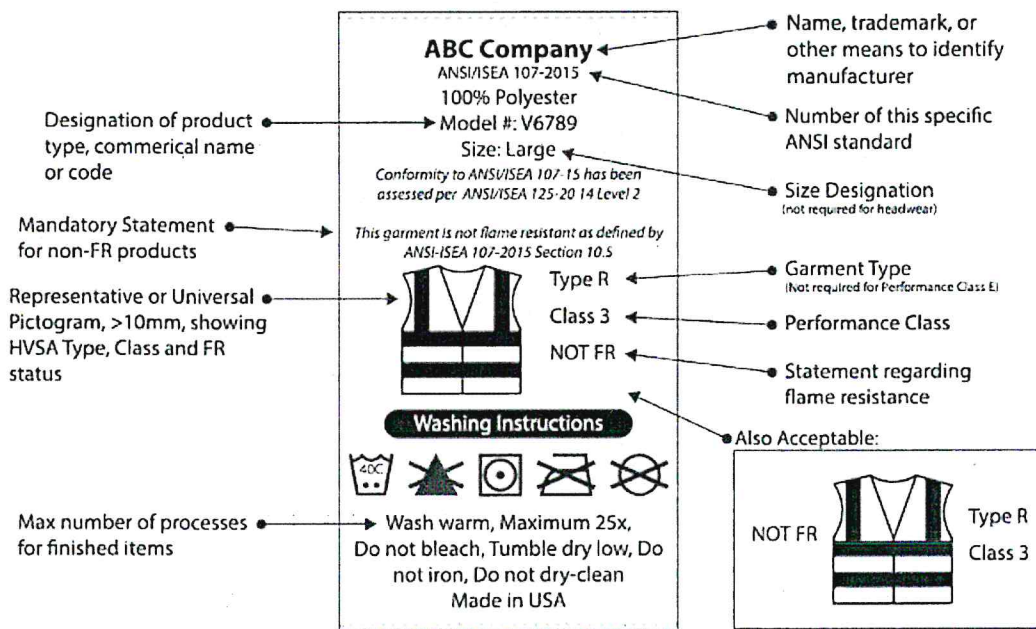 ABC Company
ANSI/ISEA 107-2015
100% Polyester
Model #: V6789
Size: Large
Conformity to ANSI/ISEA 107-15 has been
assessed per ANSI/ISEA 125-20 14 Level 2
This garment is not flame resistant as defined by
ANSI-ISEA 107-2015 Section 10.5
Type R
Class 3
NOT FR
Washing Instructions
40C
Wash warm, Maximum 25x,
Do not bleach, Tumble dry low, Do
not iron, Do not dry-clean
Made in USA
Designation of product
type, commerical name
or code
Mandatory Statement
for non-FR products
Representative or Universal
Pictogram, >10mm, showing
HVSA Type, Class and FR
status
Max number of processes
for finished items
Name, trademark, or
other means to identify
manufacturer
Number of this specific
ANSI standard
Size Designation
(not required for headwear)
Garment Type
(Not required for Performance Class E)
Performance Class
Statement regarding
flame resistance
Also Acceptable:
NOT FR
Type R
Class 3